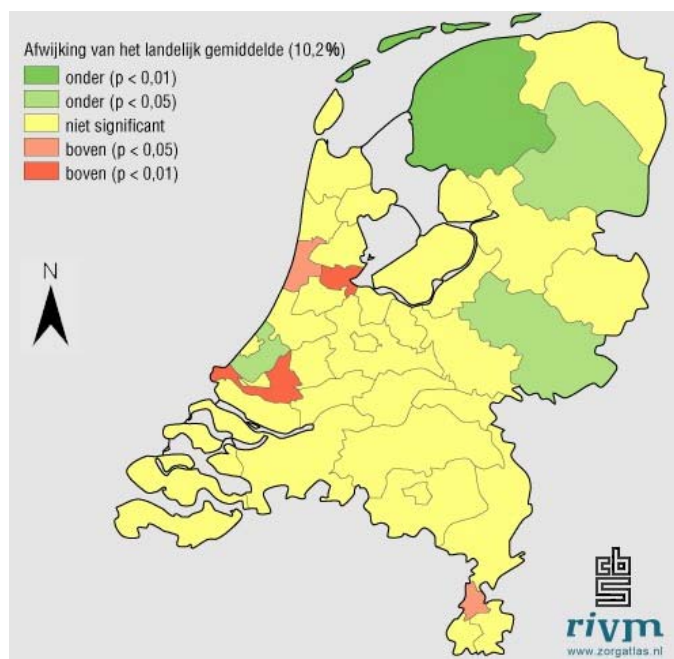 Afwijking van het landelijk gemiddelde (10,2%)
onder (p < 0,01)
onder (p < 0,05)
niet significant
boven (p < 0,05)
boven (p < 0,01)
N
cbs
rivm
www.zorgatlas.nl